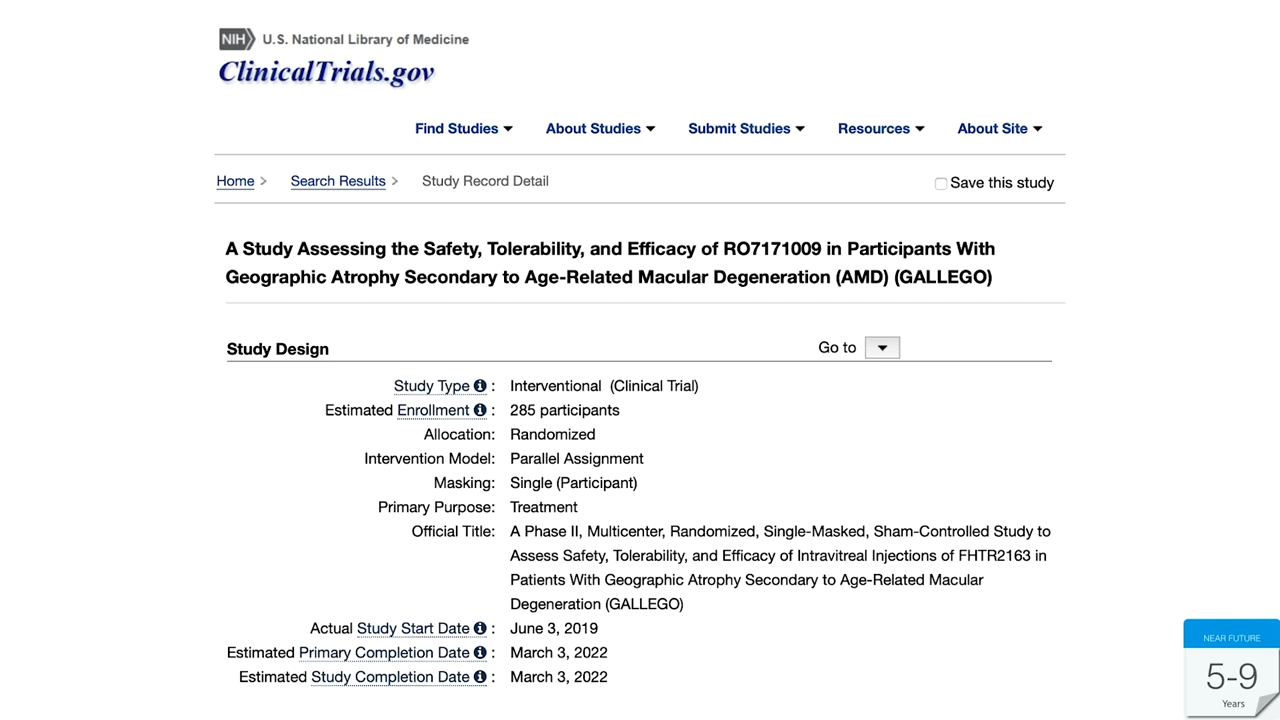 NIH U.S. National Library of Medicine
ClinicalTrials.gov
Find Studies About Studies Submit Studies Resources About Site
Home > Search Results > Study Record Detail Save this study
A Study Assessing the Safety, Tolerability, and Efficacy of RO7171009 in Participants With
Geographic Atrophy Secondary to Age-Related Macular Degeneration (AMD) (GALLEGO)
Study Design Go to
Study Type : Interventional (Clinical Trial)
Estimated Enrollment : 285 participants
Allocation: Randomized
Intervention Model: Parallel Assignment
Masking: Single (Participant)
Primary Purpose: Treatment
Official Title: A Phase II, Multicenter, Randomized, Single-Masked, Sham-Controlled Study to
Assess Safety, Tolerability, and Efficacy of Intravitreal Injections of FHTR2163 in
Patients With Geographic Atrophy Secondary to Age-Related Macular
Degeneration (GALLEGO)
Actual Study Start Date : June 3, 2019
Estimated Primary Completion Date : March 3, 2022
Estimated Study Completion Date : March 3, 2022
NEAR FUTURE
5-9
Years